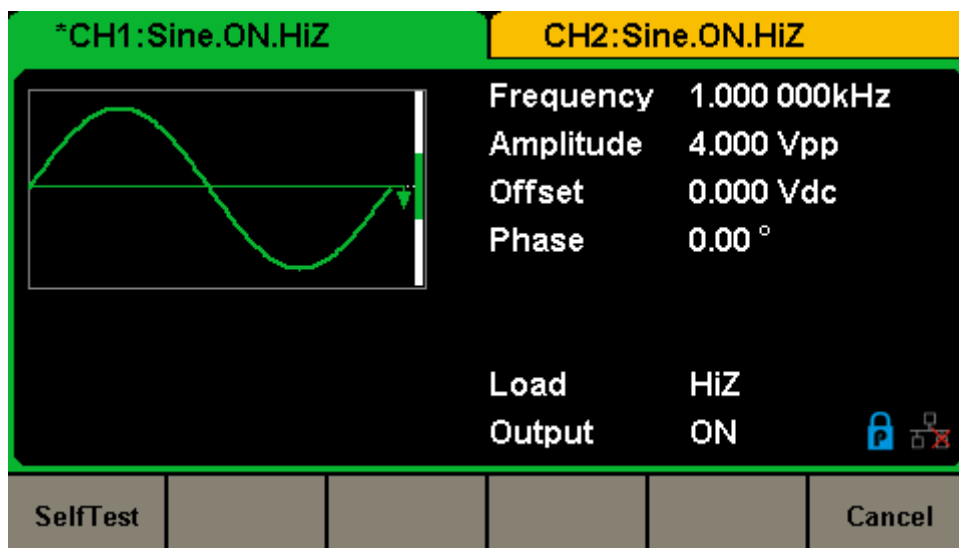 *CH1:Sine.ON.HiZ CH2:Sine.ON.HiZ
Frequency 1.000 000kHz
Amplitude 4.000 Vpp
Offset 0.000 Vdc
Phase 0.00 °
Load HiZ
Output ON P
SelfTest Cancel